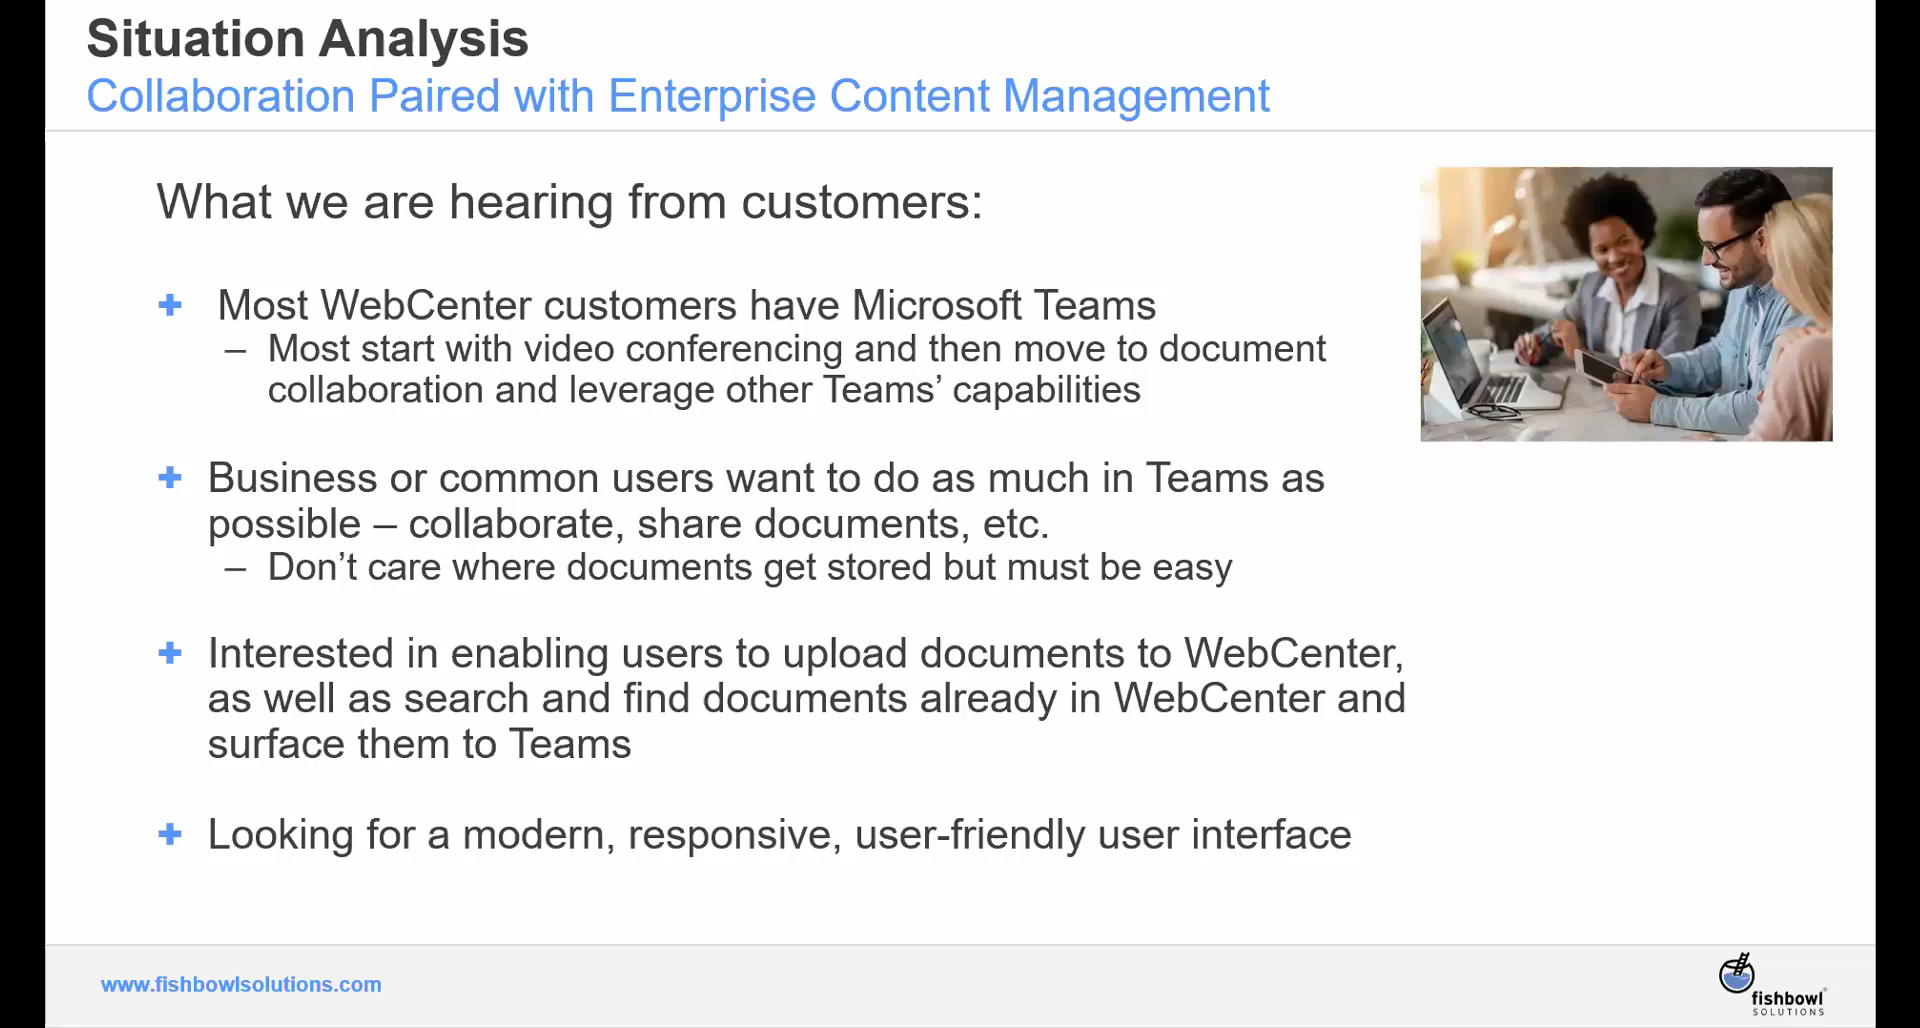 Situation Analysis
Collaboration Paired with Enterprise Content Management
What we are hearing from customers:
+ Most WebCenter customers have Microsoft Teams
– Most start with video conferencing and then move to document
collaboration and leverage other Teams’ capabilities
+ Business or common users want to do as much in Teams as
possible – collaborate, share documents, etc.
– Don’t care where documents get stored but must be easy
+ Interested in enabling users to upload documents to WebCenter,
as well as search and find documents already in WebCenter and
surface them to Teams
+ Looking for a modern, responsive, user-friendly user interface
www.fishbowlsolutions.com
fishbowl
SOLUTIONS